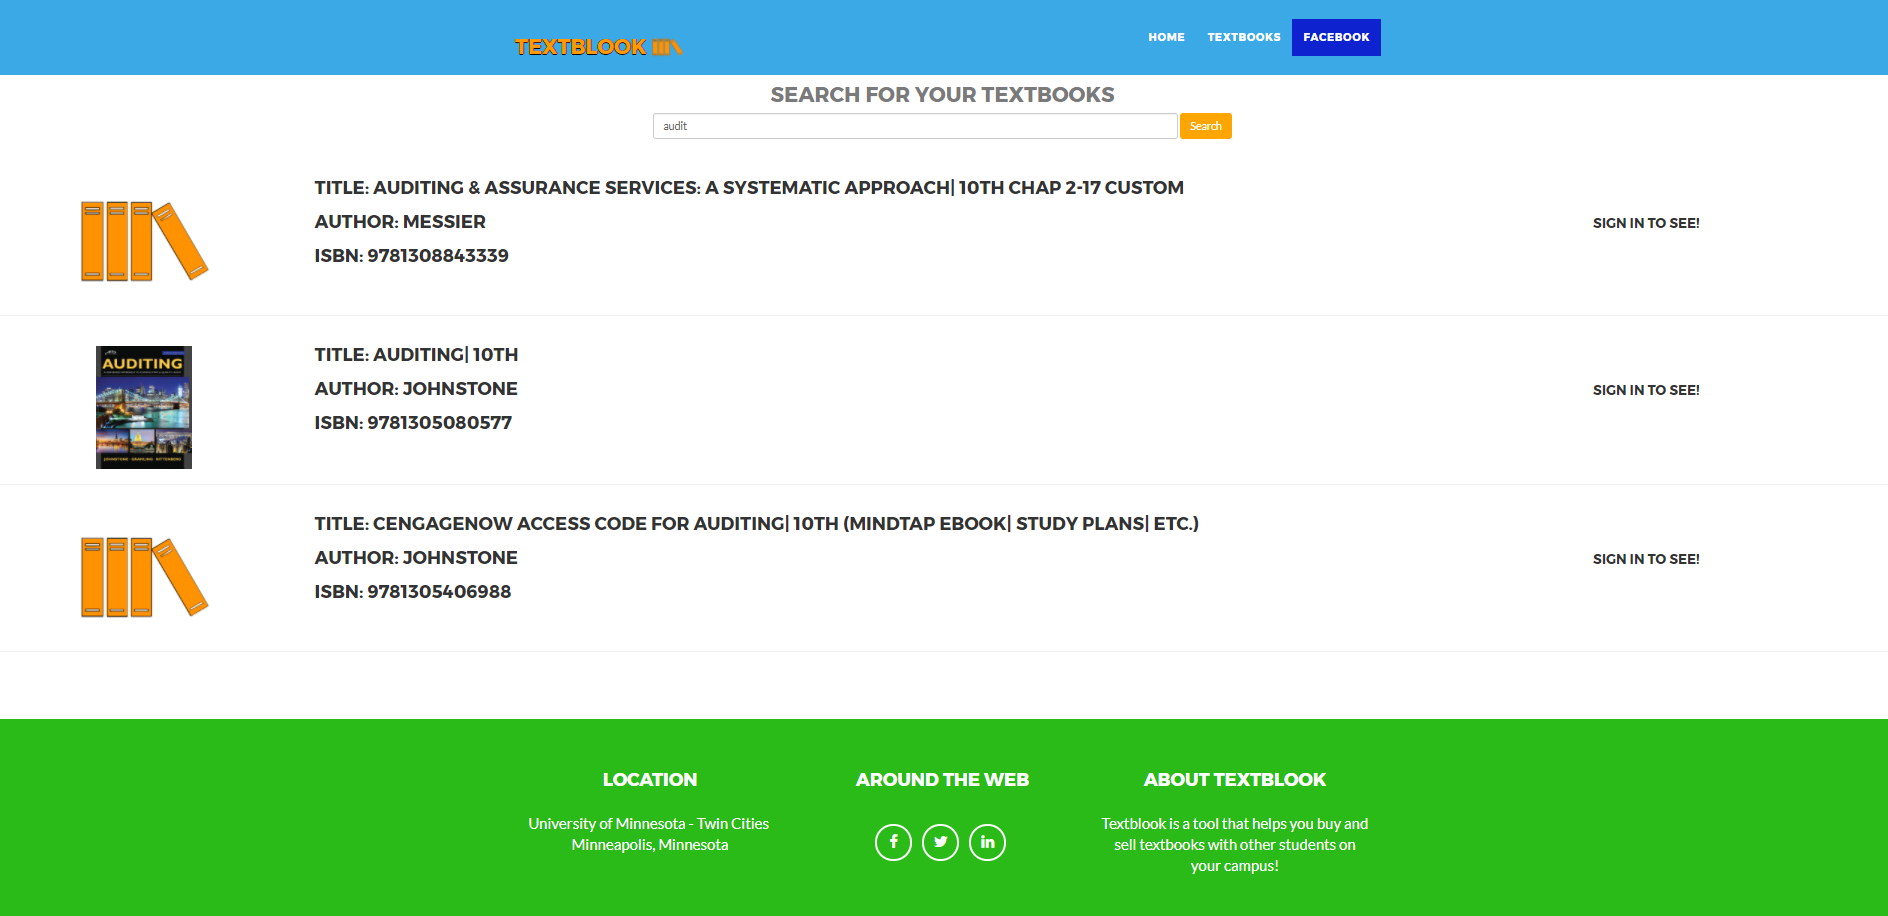 TEXTBLOOK
HOME TEXTBOOKS FACEBOOK
SEARCH FOR YOUR TEXTBOOKS
audit Search
TITLE: AUDITING & ASSURANCE SERVICES: A SYSTEMATIC APPROACH| 10TH CHAP 2-17 CUSTOM
AUTHOR: MESSIER
ISBN: 9781308843339
SIGN IN TO SEE!
AUDITING
JOHNSTONE · GRAMLING · RITTENBERG
TITLE: AUDITING| 10TH
AUTHOR: JOHNSTONE
ISBN: 9781305080577
SIGN IN TO SEE!
TITLE: CENGAGENOW ACCESS CODE FOR AUDITING| 10TH (MINDTAP EBOOK| STUDY PLANS| ETC.)
AUTHOR: JOHNSTONE
ISBN: 9781305406988
SIGN IN TO SEE!
LOCATION
University of Minnesota - Twin Cities
Minneapolis, Minnesota
AROUND THE WEB
ABOUT TEXTBLOOK
Textblook is a tool that helps you buy and
sell textbooks with other students on
your campus!